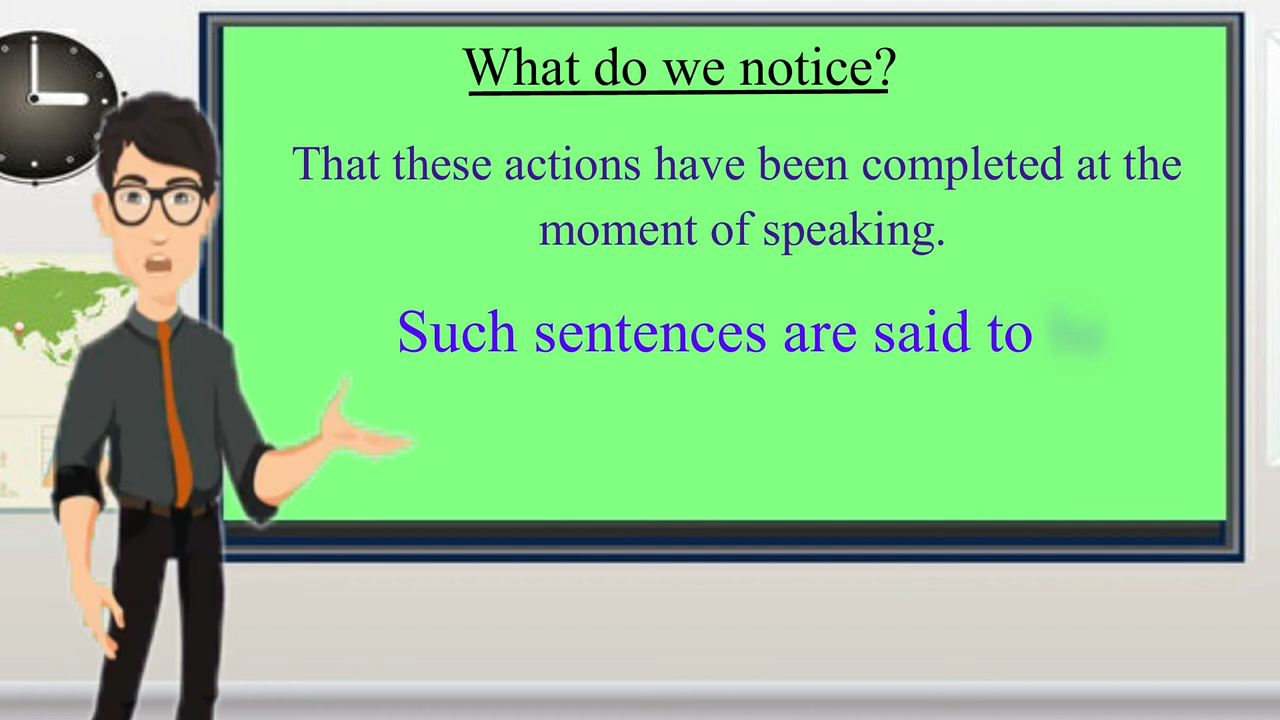 What do we notice?
That these actions have been completed at the
moment of speaking.
Such sentences are said to